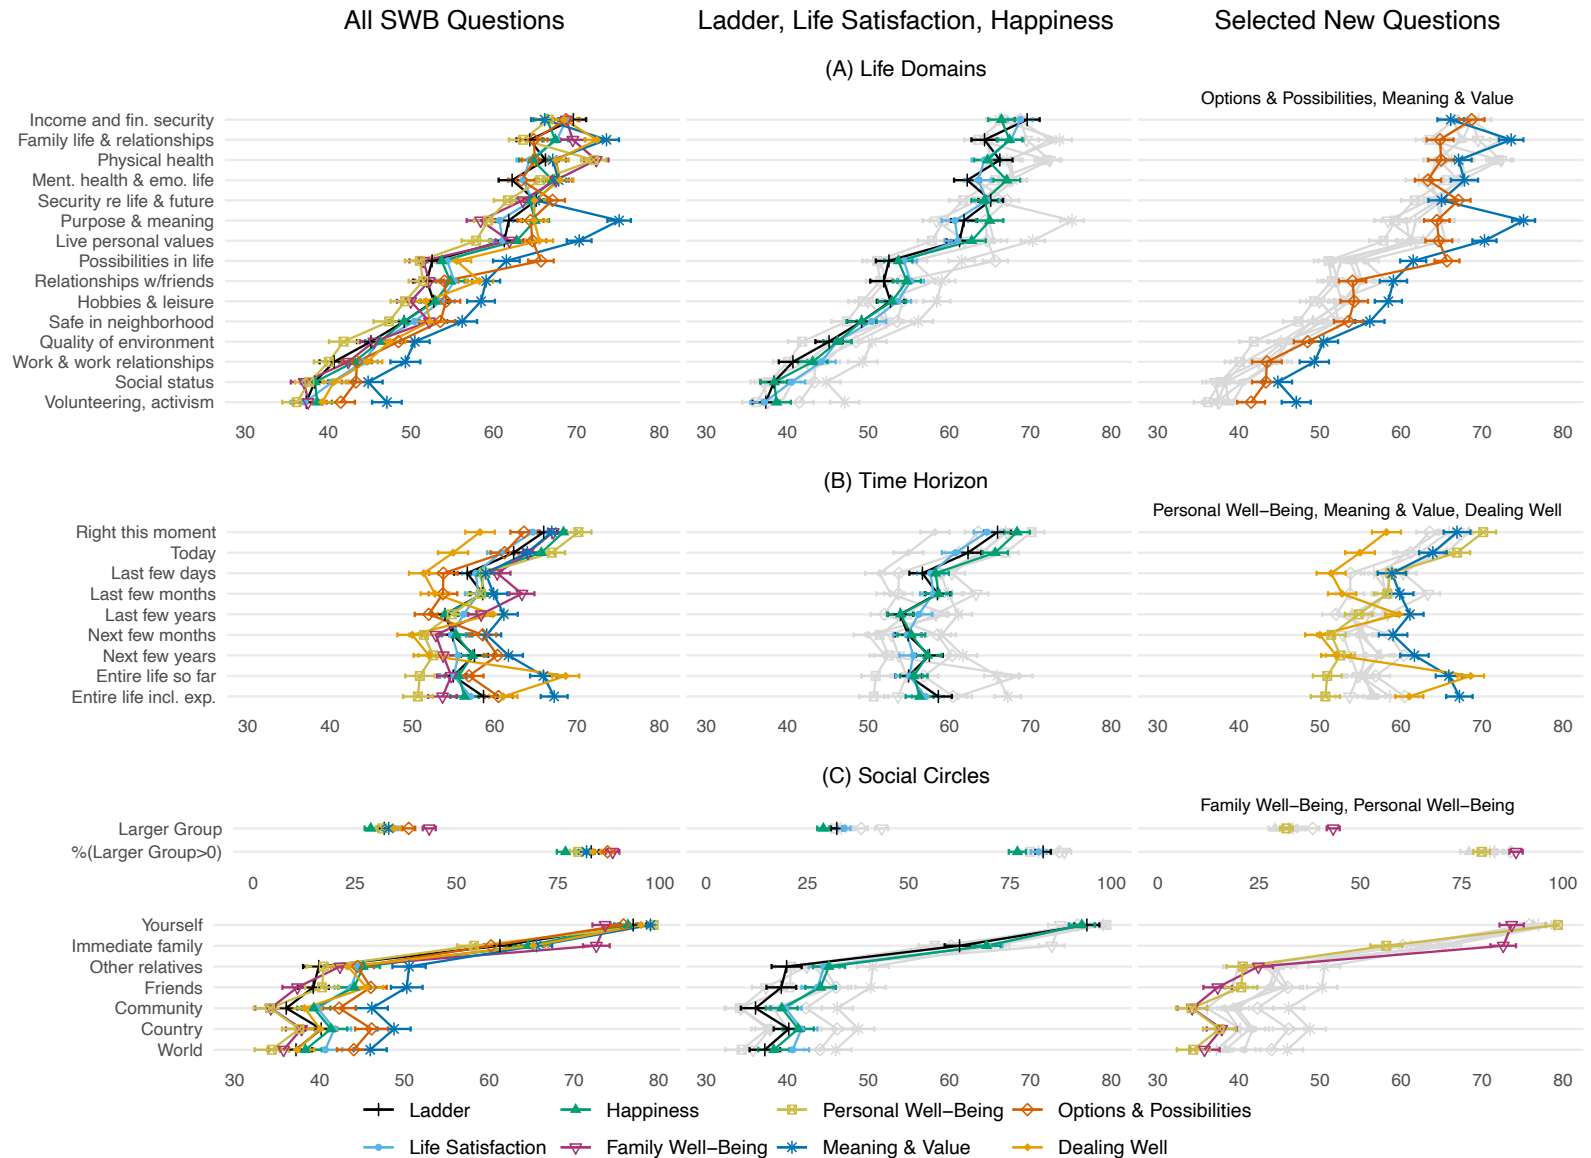 All SWB Questions
Ladder, Life Satisfaction, Happiness
Selected New Questions
(A) Life Domains
Options & Possibilities, Meaning & Value
Income and fin. security
Family life & relationships
Physical health
Ment. health & emo. life
Security re life & future
Purpose & meaning
Live personal values
Possibilities in life
Relationships w/friends
Hobbies & leisure
Safe in neighborhood
Quality of environment
Work & work relationships
Social status
Volunteering, activism
30 40 50 60 70 80
30 40 50 60 70 80
30 40 50 60 70 80
(B) Time Horizon
Personal Well−Being, Meaning & Value, Dealing Well
Right this moment
Today
Last few days
Last few months
Last few years
Next few months
Next few years
Entire life so far
Entire life incl. exp.
30 40 50 60 70 80
30 40 50 60 70 80
30 40 50 60 70 80
(C) Social Circles
Family Well−Being, Personal Well−Being
Larger Group
%(Larger Group>0)
0 25 50 75 100
0 25 50 75 100
0 25 50 75 100
Yourself
Immediate family
Other relatives
Friends
Community
Country
World
30 40 50 60 70 80
30 40 50 60 70 80
30 40 50 60 70 80
Ladder
Happiness
Personal Well−Being
Options & Possibilities
Life Satisfaction
Family Well−Being
Meaning & Value
Dealing Well